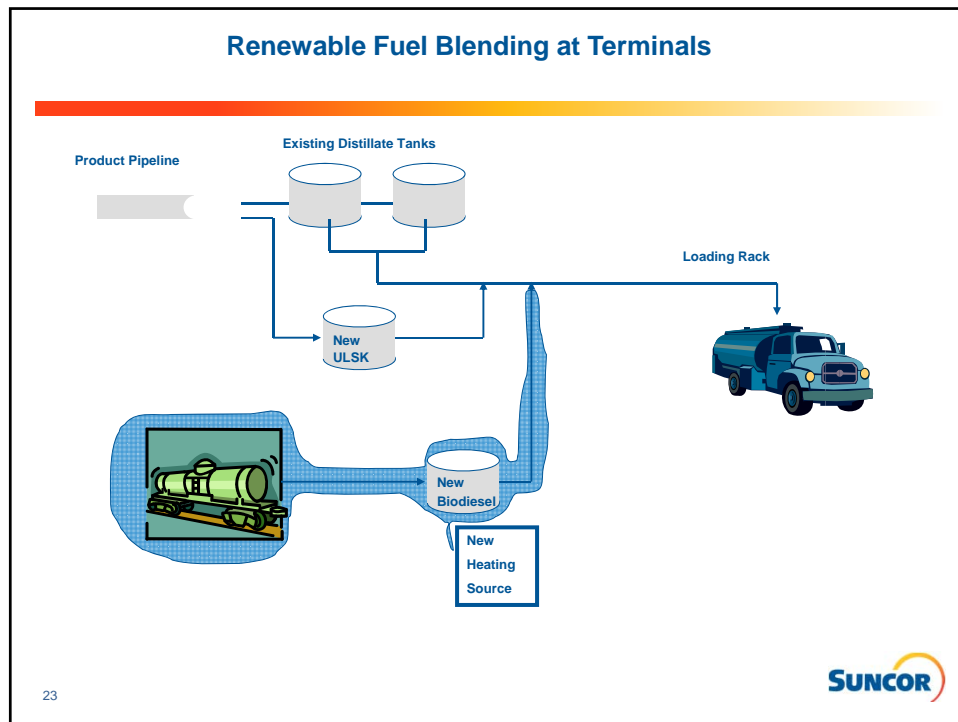 Renewable Fuel Blending at Terminals
Existing Distillate Tanks
Product Pipeline
Loading Rack
New
ULSK
New
Biodiesel
New
Heating
Source
23
SUNCOR